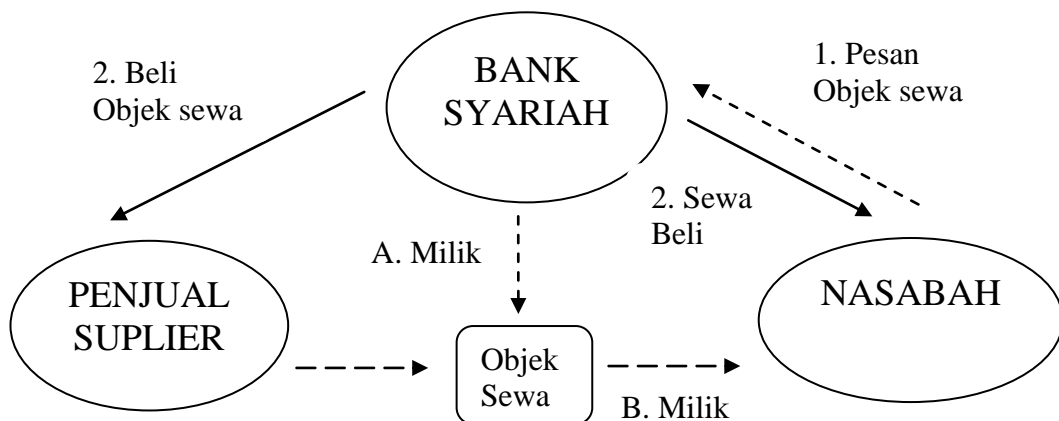 BANK
SYARIAH
2. Beli
Objek sewa
1. Pesan
Objek sewa
2. Sewa
Beli
A. Milik
PENJUAL
SUPLIER
NASABAH
Objek
Sewa
B. Milik